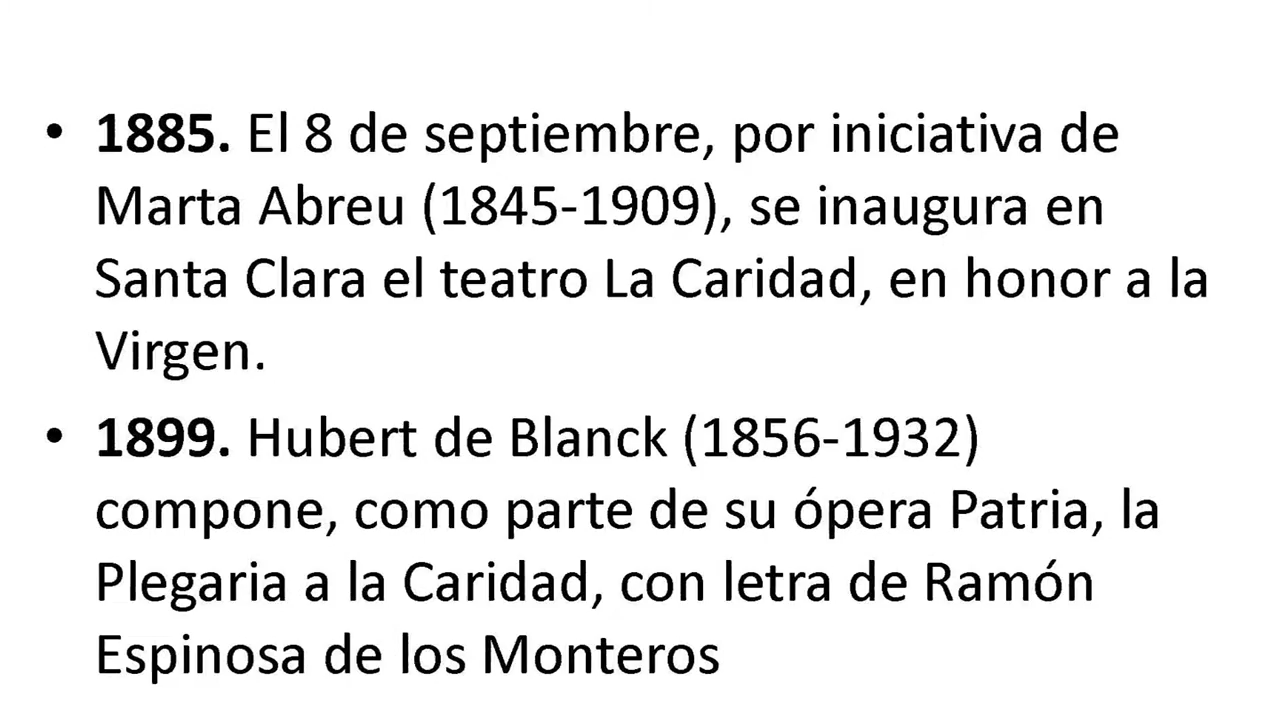 • 1885. El 8 de septiembre, por iniciativa de
Marta Abreu (1845-1909), se inaugura en
Santa Clara el teatro La Caridad, en honor a la
Virgen.
• 1899. Hubert de Blanck (1856-1932)
compone, como parte de su ópera Patria, la
Plegaria a la Caridad, con letra de Ramón
Espinosa de los Monteros